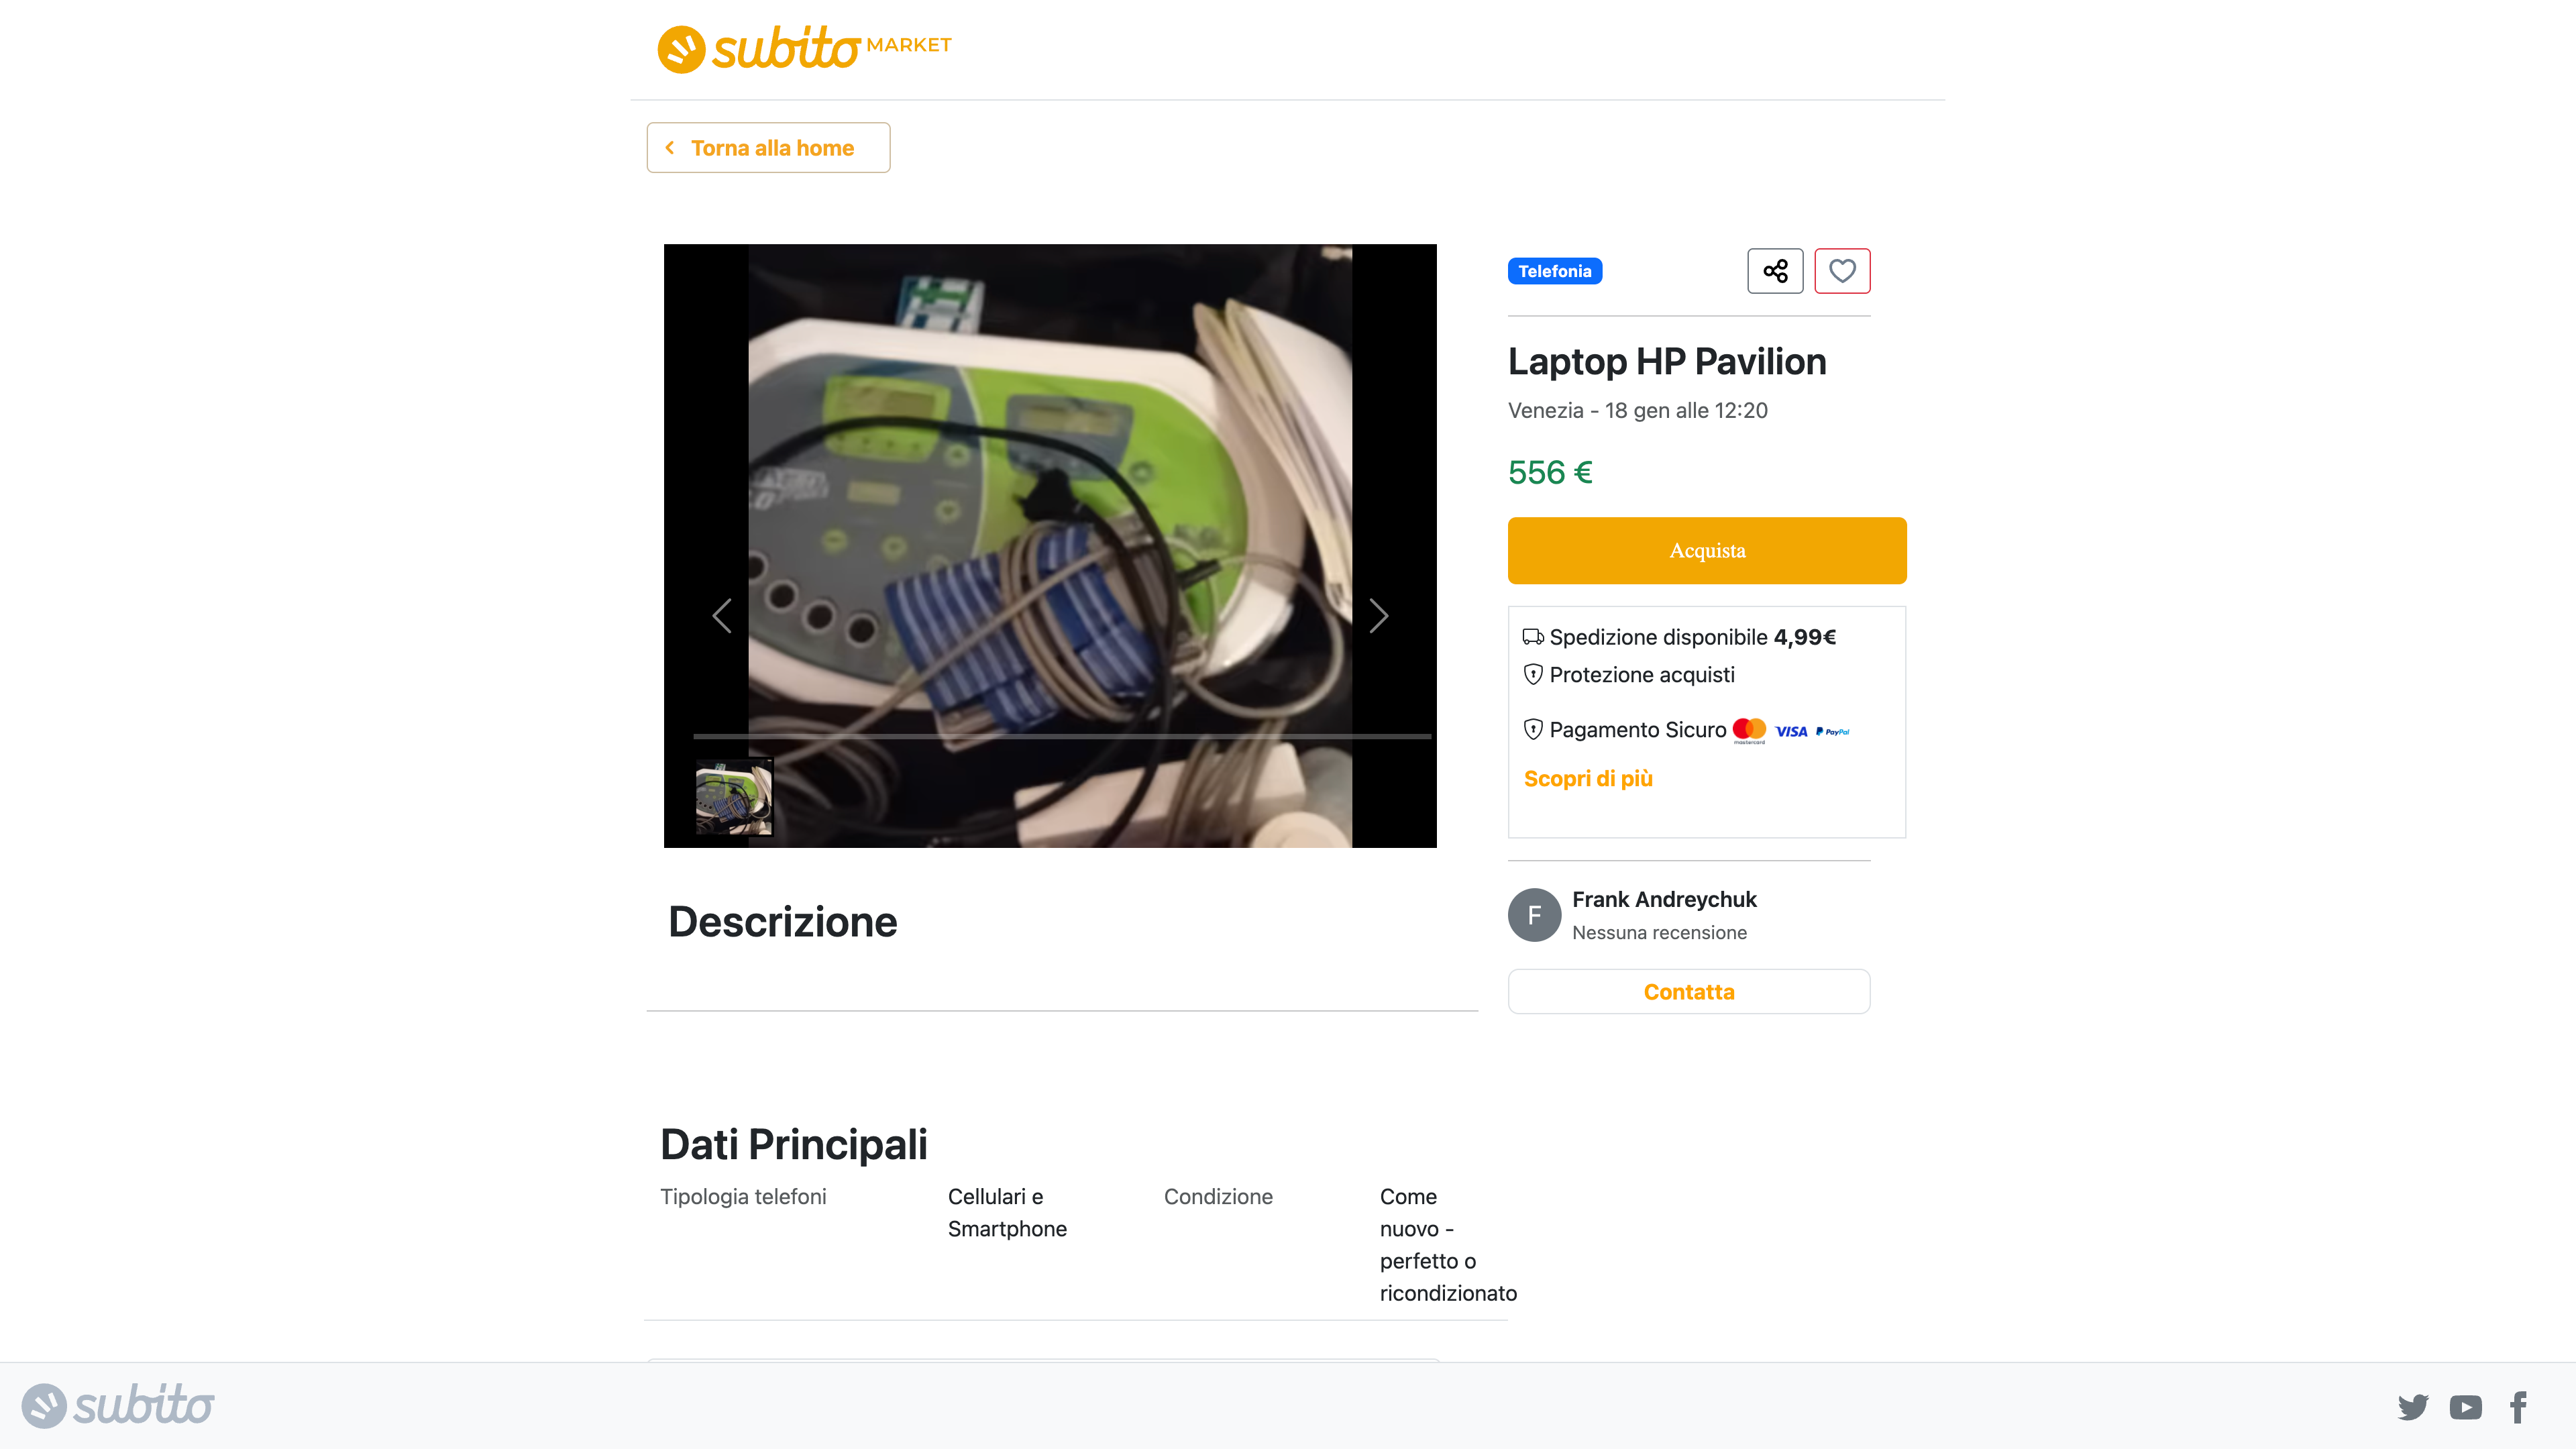 subito MARKET
Torna alla home
Telefonia
Laptop HP Pavilion
Venezia - 18 gen alle 12:20
556 €
Acquista
Spedizione disponibile 4,99€
Protezione acquisti
Pagamento Sicuro mastercard VISA PayPal
Scopri di più
F
Frank Andreychuk
Nessuna recensione
Contatta
Descrizione
Dati Principali
Tipologia telefoni
Cellulari e
Smartphone
Condizione
Come
nuovo -
perfetto o
ricondizionato
subito